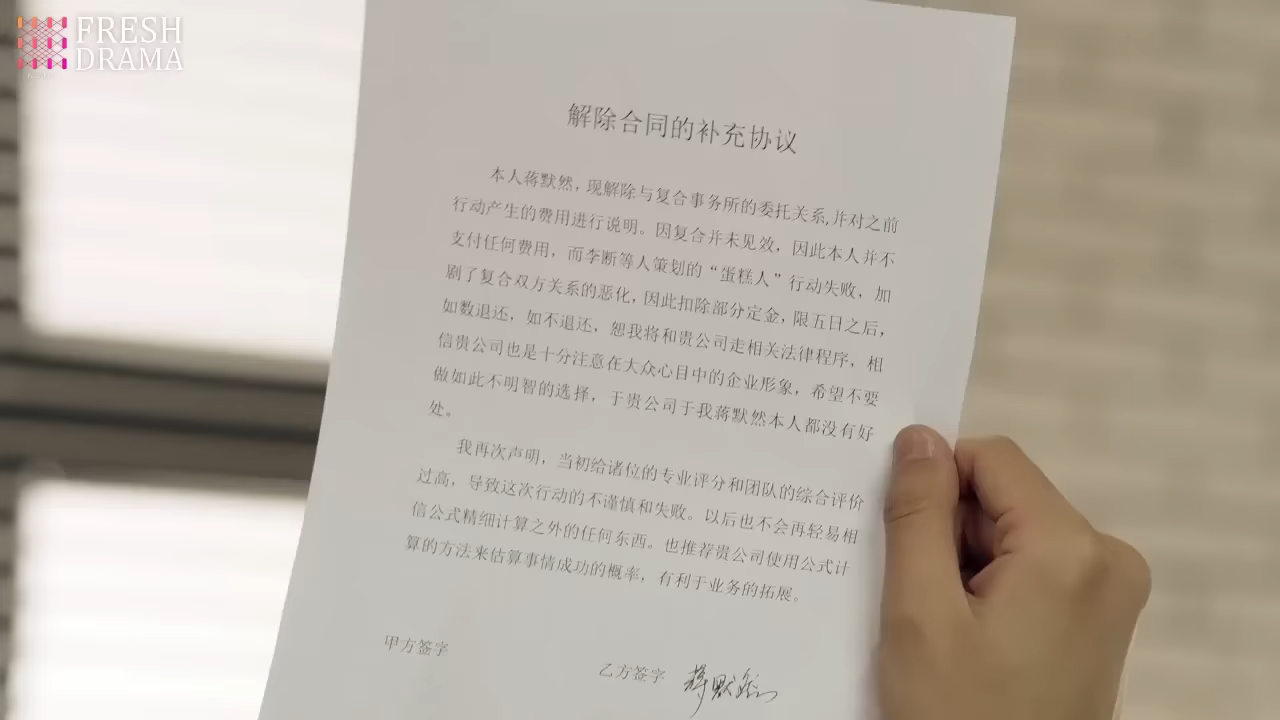 FRESH
DRAMA
解除合同的补充协议
本人蒋默然，现解除与复合事务所的委托关系,并对之前
行动产生的费用进行说明。因复合并未见效，因此本人并不
支付任何费用，而李断等人策划的“蛋糕人”行动失败，加
剧了复合双方关系的恶化，因此扣除部分定金，限五日之后，
如数退还，如不退还，恕我将和贵公司走相关法律程序，相
信贵公司也是十分注意在大众心目中的企业形象，希望不要
做如此不明智的选择，于贵公司于我蒋默然本人都没有好
处。
我再次声明，当初给诸位的专业评分和团队的综合评价
过高，导致这次行动的不谨慎和失败。以后也不会再轻易相
信公式精细计算之外的任何东西。也推荐贵公司使用公式计
算的方法来估算事情成功的概率，有利于业务的拓展。
甲方签字
乙方签字 蒋默然